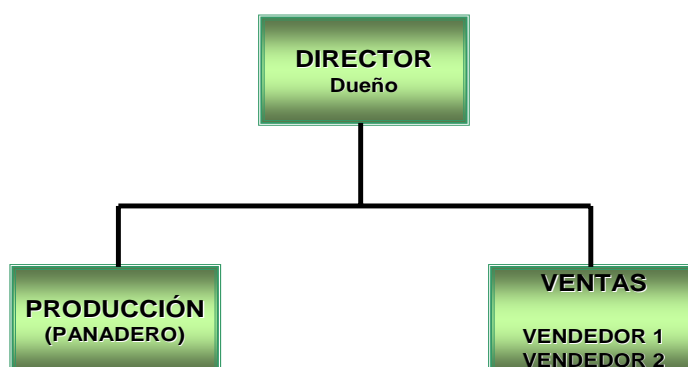 DIRECTOR
Dueño
PRODUCCIÓN
(PANADERO)
VENTAS
VENDEDOR 1
VENDEDOR 2